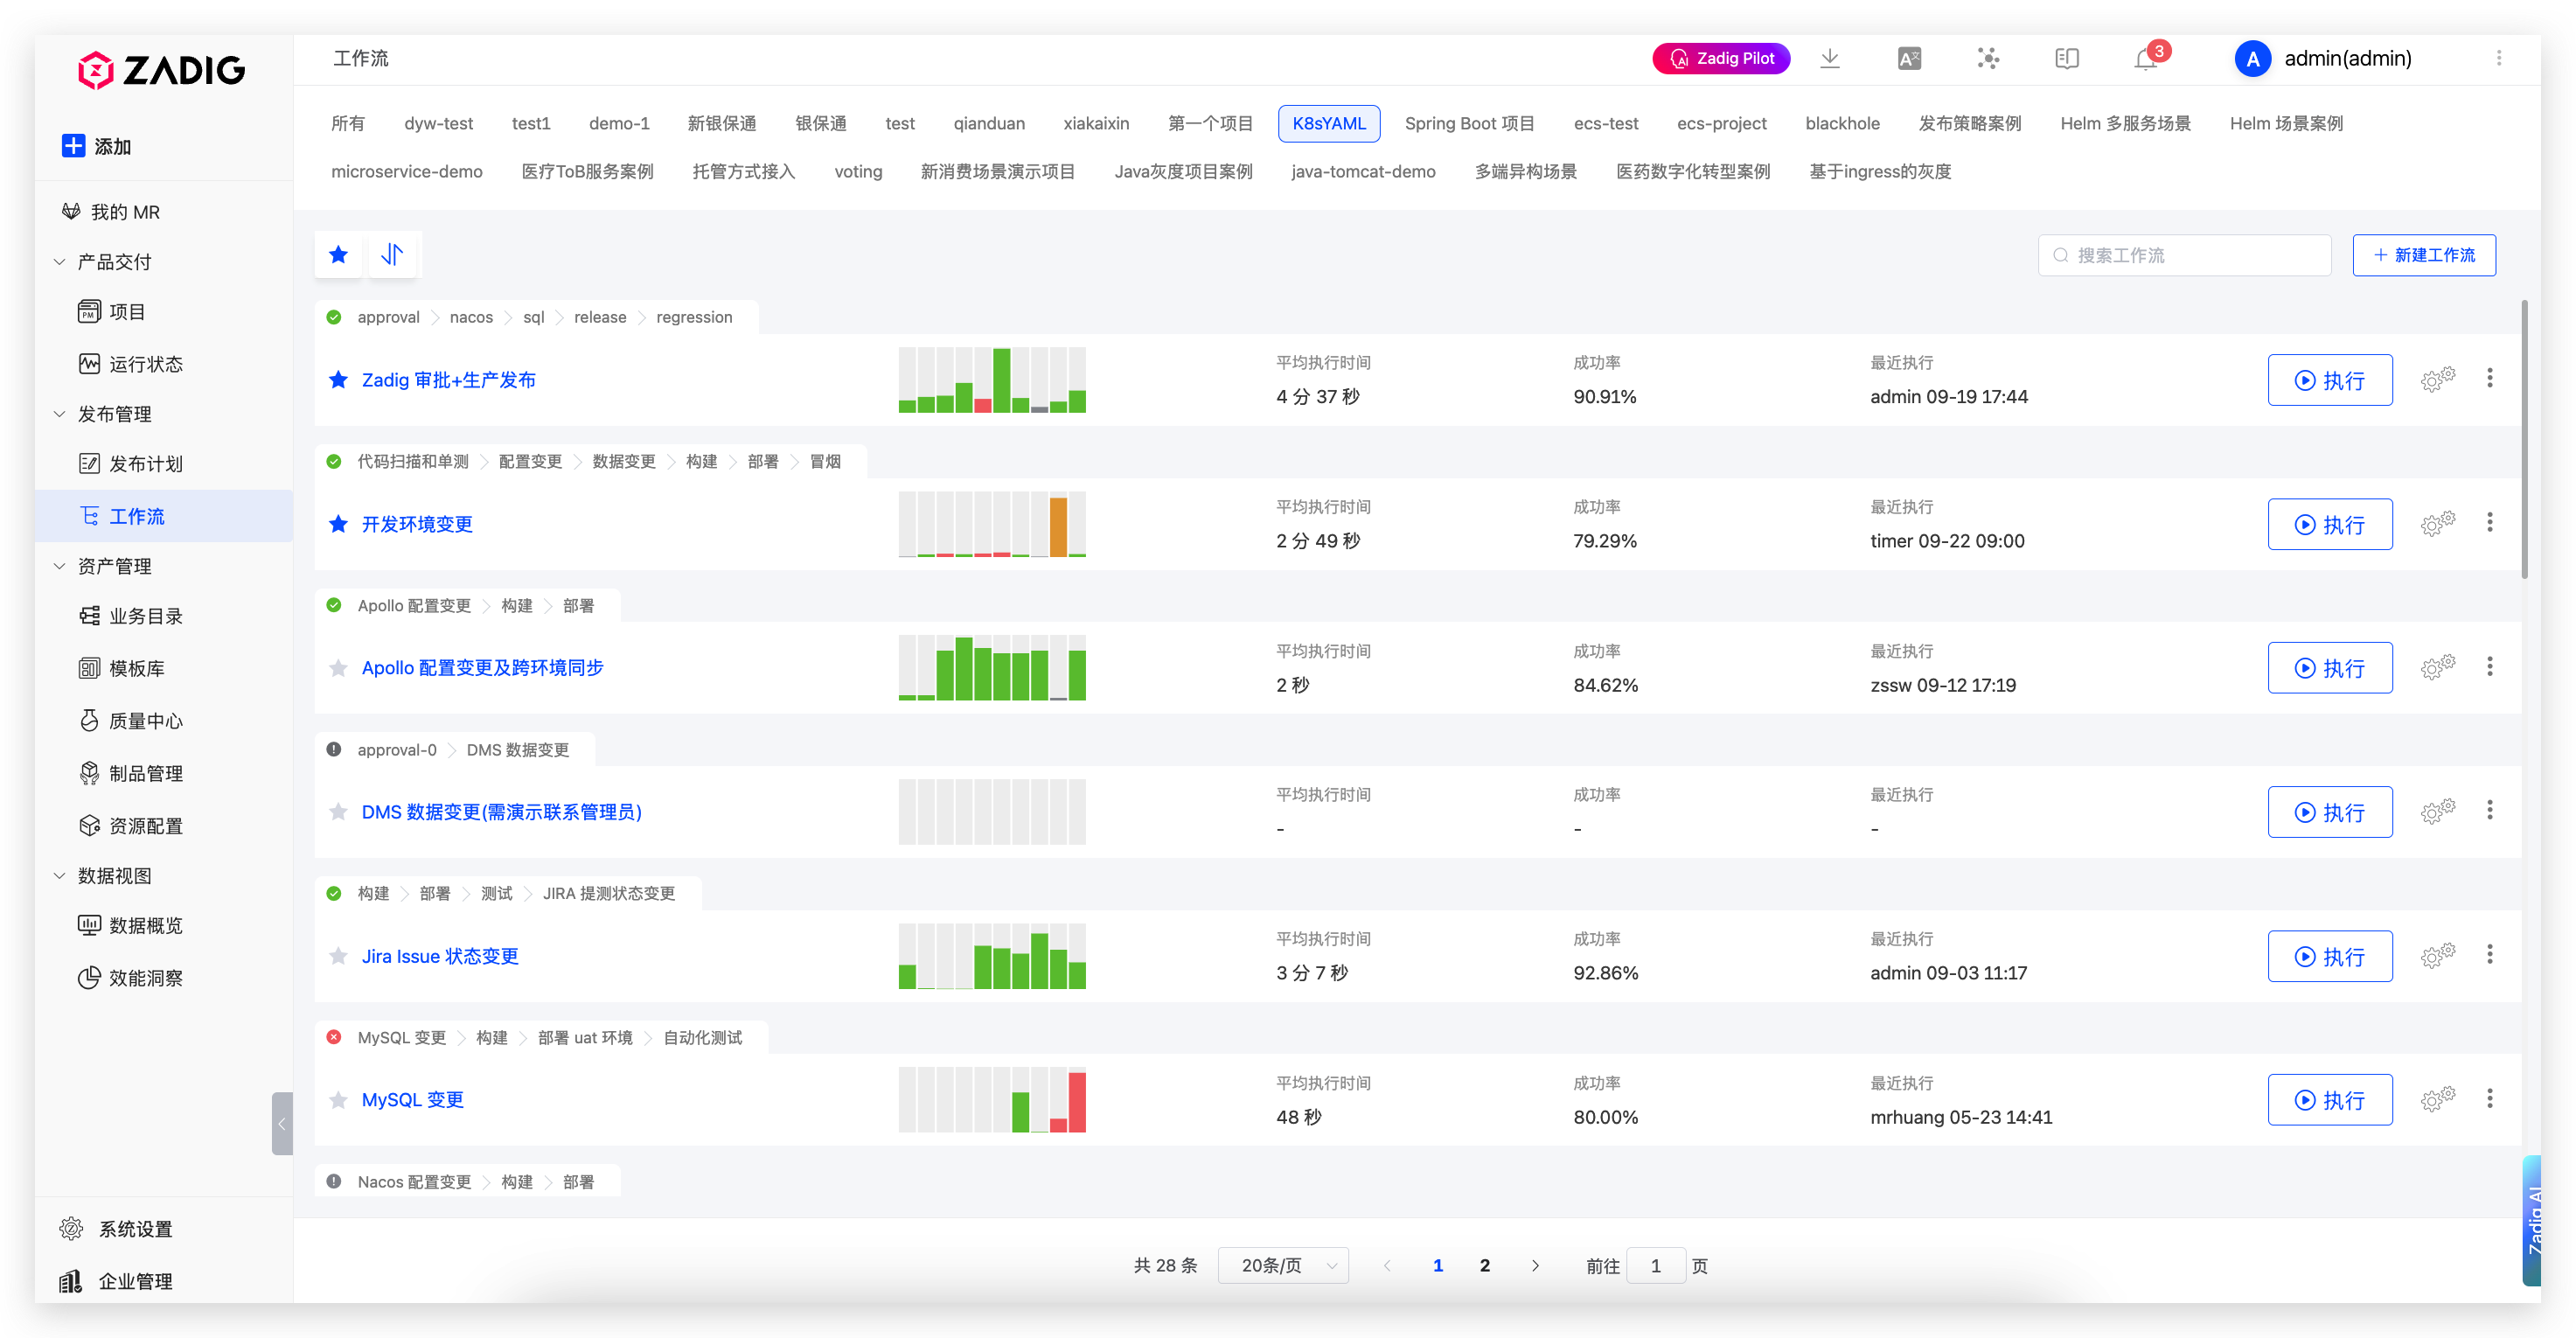 ZADIG
添加
我的 MR
产品交付
项目
运行状态
发布管理
发布计划
工作流
资产管理
业务目录
模板库
质量中心
制品管理
资源配置
数据视图
数据概览
效能洞察
系统设置
企业管理
工作流
Zadig Pilot
3
A admin(admin)
所有 dyw-test test1 demo-1 新银保通 银保通 test qianduan xiakaixin 第一个项目 K8sYAML Spring Boot 项目 ecs-test ecs-project blackhole 发布策略案例 Helm 多服务场景 Helm 场景案例
microservice-demo 医疗ToB服务案例 托管方式接入 voting 新消费场景演示项目 Java灰度项目案例 java-tomcat-demo 多端异构场景 医药数字化转型案例 基于ingress的灰度
搜索工作流
新建工作流
approval nacos sql release regression
Zadig 审批+生产发布
平均执行时间 成功率 最近执行
4 分 37 秒 90.91% admin 09-19 17:44
执行
代码扫描和单测 配置变更 数据变更 构建 部署 冒烟
开发环境变更
平均执行时间 成功率 最近执行
2 分 49 秒 79.29% timer 09-22 09:00
执行
Apollo 配置变更 构建 部署
Apollo 配置变更及跨环境同步
平均执行时间 成功率 最近执行
2 秒 84.62% zssw 09-12 17:19
执行
approval-0 DMS 数据变更
DMS 数据变更(需演示联系管理员)
平均执行时间 成功率 最近执行
- - -
执行
构建 部署 测试 JIRA 提测状态变更
Jira Issue 状态变更
平均执行时间 成功率 最近执行
3 分 7 秒 92.86% admin 09-03 11:17
执行
MySQL 变更 构建 部署 uat 环境 自动化测试
MySQL 变更
平均执行时间 成功率 最近执行
48 秒 80.00% mrhuang 05-23 14:41
执行
Nacos 配置变更 构建 部署
共 28 条 20条/页 1 2 前往 1 页
Zadig AI